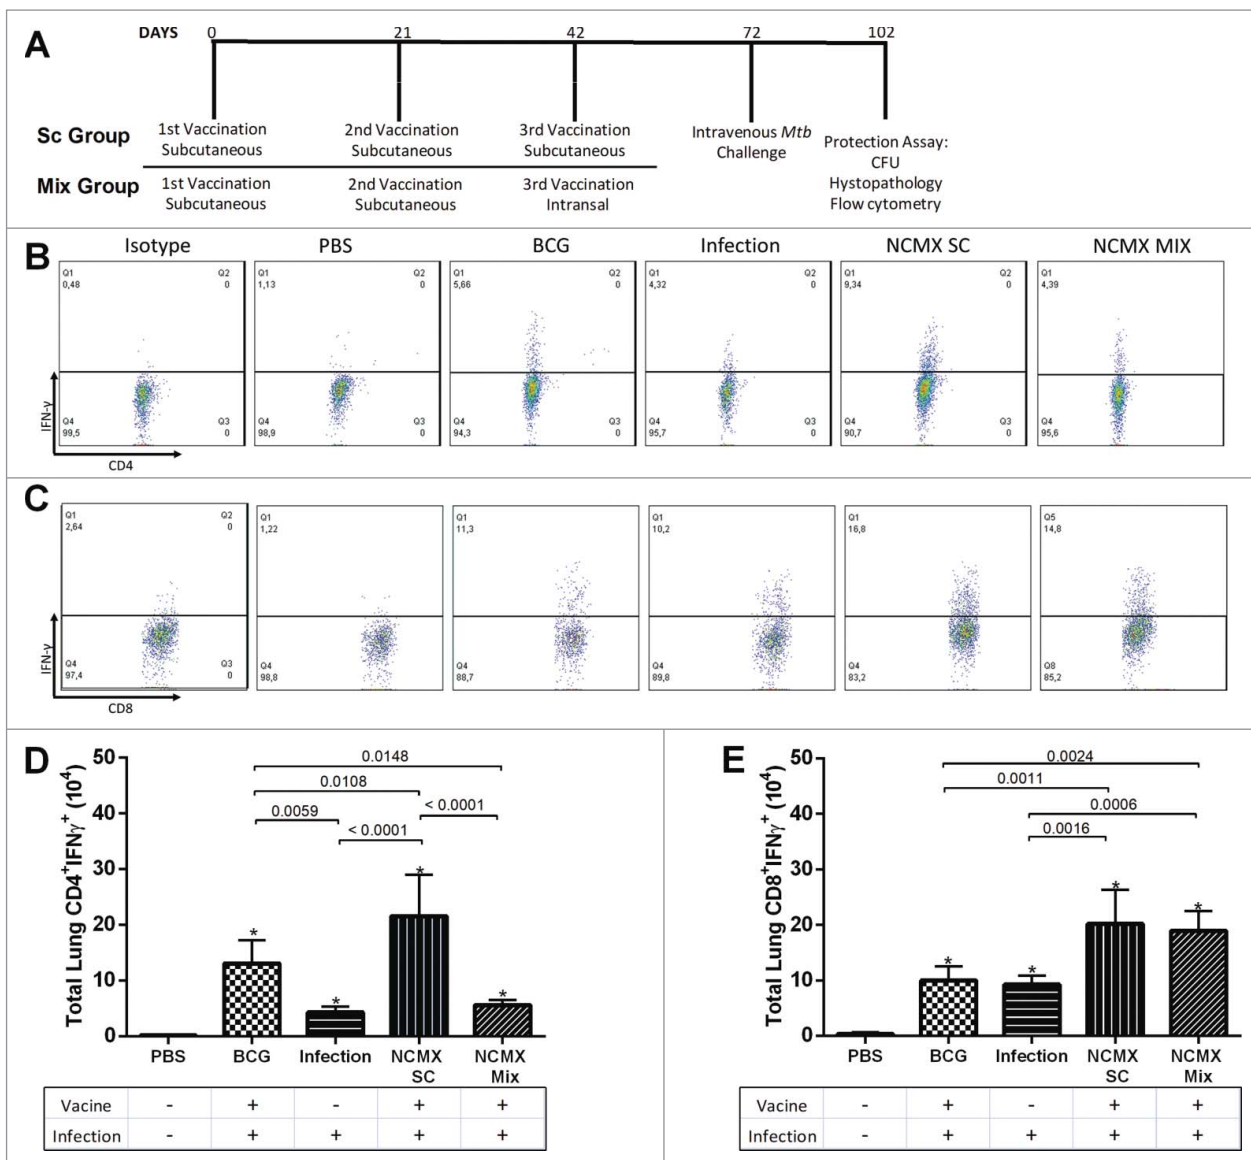 A
DAYS 0 21 42 72 102
Sc Group
1st Vaccination
Subcutaneous
2nd Vaccination
Subcutaneous
3rd Vaccination
Subcutaneous
Intravenous Mtb
Challenge
Protection Assay:
CFU
Hystopathology
Flow cytometry
Mix Group
1st Vaccination
Subcutaneous
2nd Vaccination
Subcutaneous
3rd Vaccination
Intransal
B
Isotype PBS BCG Infection NCMX SC NCMX MIX
Q1 Q2 Q1 Q2 Q1 Q2 Q1 Q2 Q1 Q2 Q1
0,48 0 1,13 0 5,66 0 4,32 0 9,34 0 4,39
Q4 Q3 Q4 Q3 Q4 Q3 Q4 Q3 Q4 Q3 Q4
99,5 0 98,9 0 94,3 0 95,7 0 90,7 0 95,6
IFN-γ
CD4
C
Q1 Q2 Q1 Q1 Q1 Q1 Q5
2,64 0 1,22 11,3 10,2 16,8 14,8
Q4 Q3 Q4 Q4 Q4 Q4 Q8
97,4 0 98,8 88,7 89,8 83,2 85,2
IFN-γ
CD8
D
Total Lung CD4+IFNγ+ (10^4)
50
40
30
20
10
0
0.0148
0.0108
0.0059
< 0.0001
< 0.0001
* * * *
PBS BCG Infection NCMX SC NCMX Mix
Vacine - + - + +
Infection - + + + +
E
Total Lung CD8+IFNγ+ (10^4)
50
40
30
20
10
0
0.0024
0.0011
0.0006
0.0016
* * * *
PBS BCG Infection NCMX SC NCMX Mix
Vacine - + - + +
Infection - + + + +